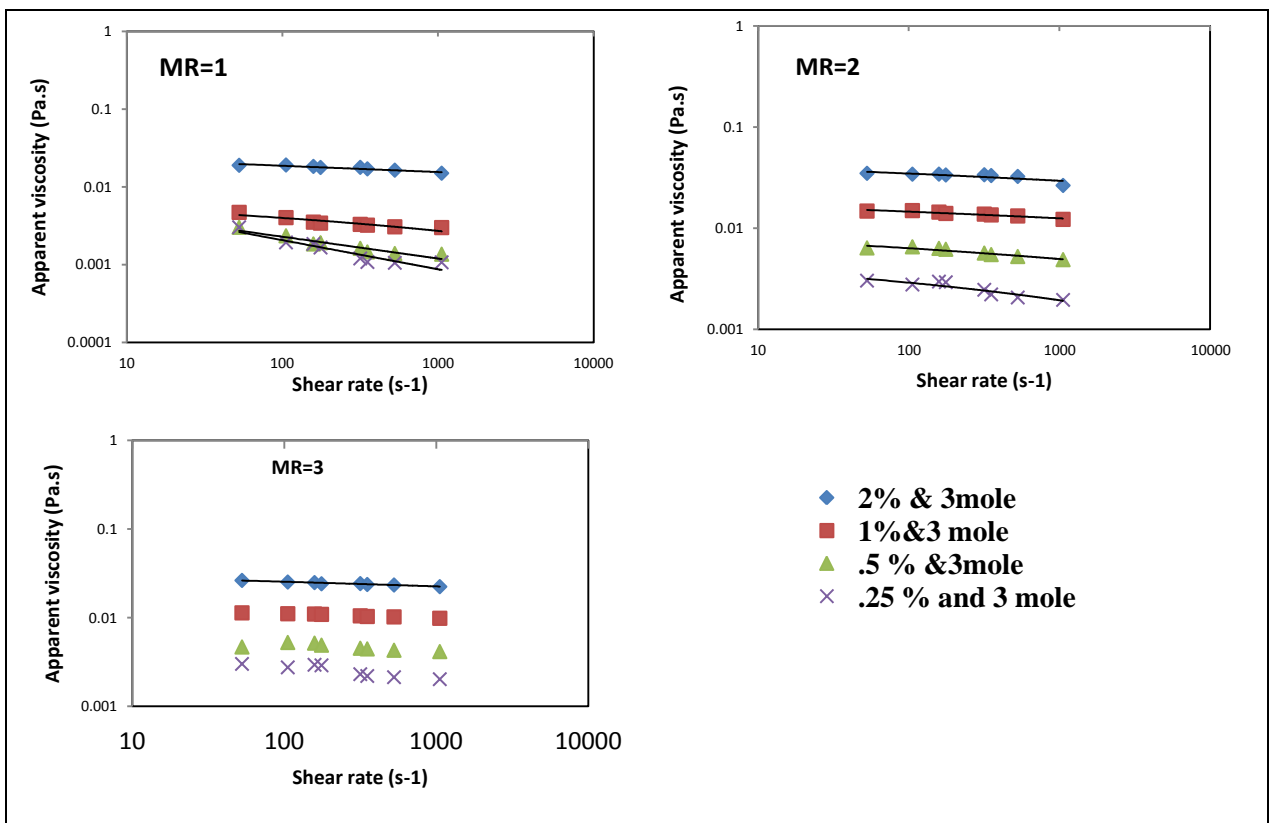 MR=1
Apparent viscosity (Pa.s)
1
0.1
0.01
0.001
0.0001
10 100 1000 10000
Shear rate (s-1)
MR=2
Apparent viscosity (Pa.s)
1
0.1
0.01
0.001
10 100 1000 10000
Shear rate (s-1)
MR=3
Apparent viscosity (Pa.s)
1
0.1
0.01
0.001
10 100 1000 10000
Shear rate (s-1)
2% & 3mole
1%&3 mole
.5 % &3mole
.25 % and 3 mole